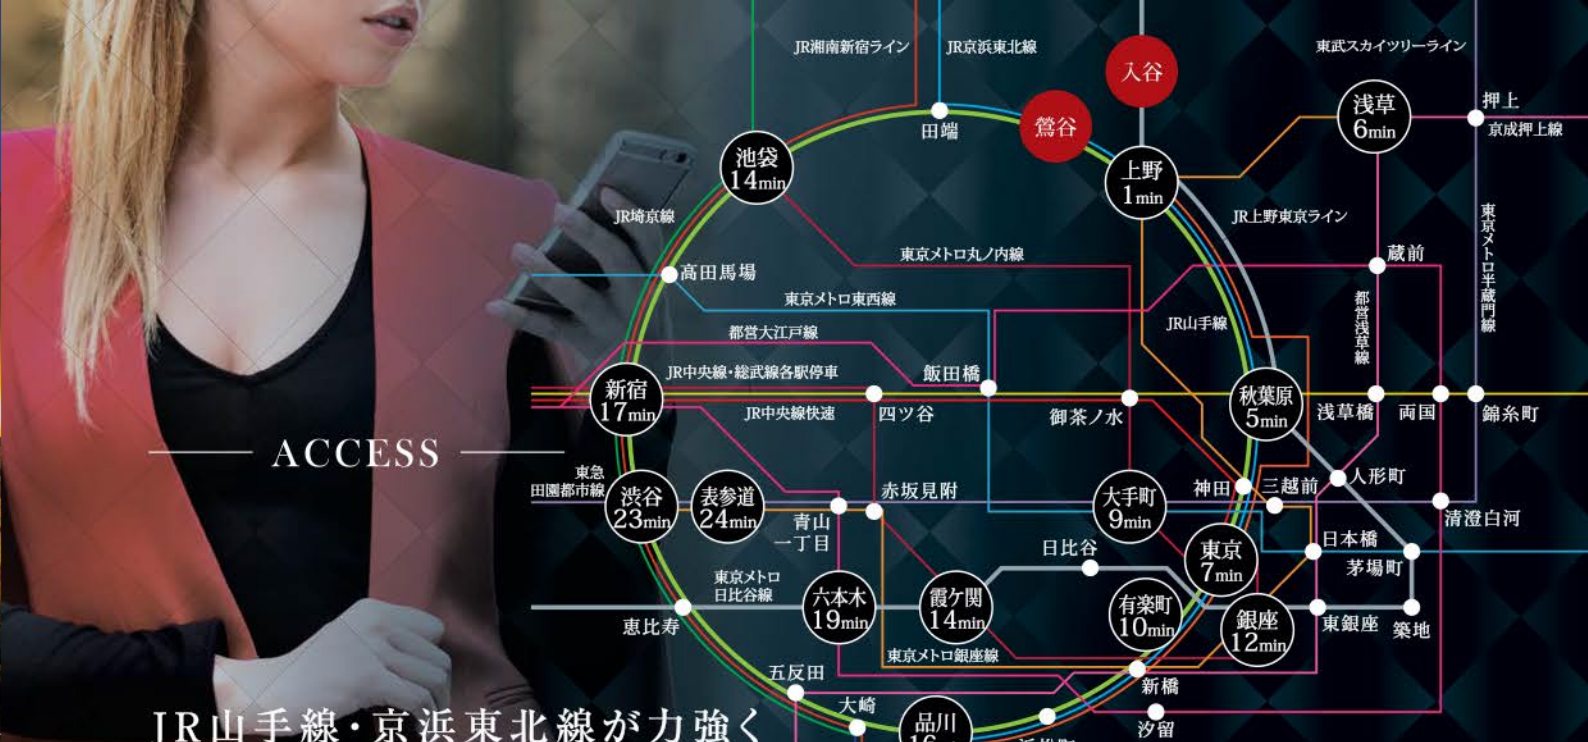 JR湘南新宿ライン
JR京浜東北線
東武スカイツリーライン
入谷
鶯谷
田端
浅草
6min
押上
京成押上線
池袋
14min
上野
1min
JR埼京線
JR上野東京ライン
東京メトロ半蔵門線
東京メトロ丸ノ内線
蔵前
高田馬場
東京メトロ東西線
都営浅草線
JR山手線
都営大江戸線
JR中央線・総武線各駅停車
飯田橋
新宿
17min
JR中央線快速
四ツ谷
御茶ノ水
秋葉原
5min
浅草橋
両国
錦糸町
ACCESS
東急
田園都市線
渋谷
23min
表参道
24min
青山
一丁目
赤坂見附
大手町
9min
神田
三越前
人形町
清澄白河
日比谷
東京
7min
日本橋
茅場町
東京メトロ
日比谷線
恵比寿
六本木
19min
霞ケ関
14min
有楽町
10min
銀座
12min
東銀座
築地
東京メトロ銀座線
五反田
新橋
大崎
品川
汐留
JR山手線・京浜東北線が力強く